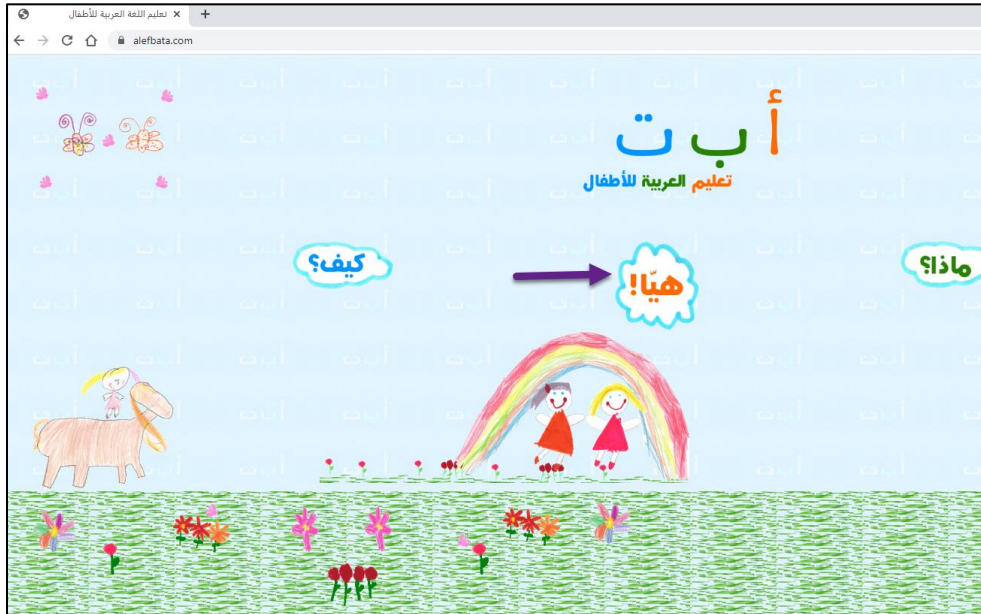 تعليم اللغة العربية للأطفال
alefbata.com
أ ب ت
تعليم العربية للأطفال
ماذا؟
هيّا!
كيف؟